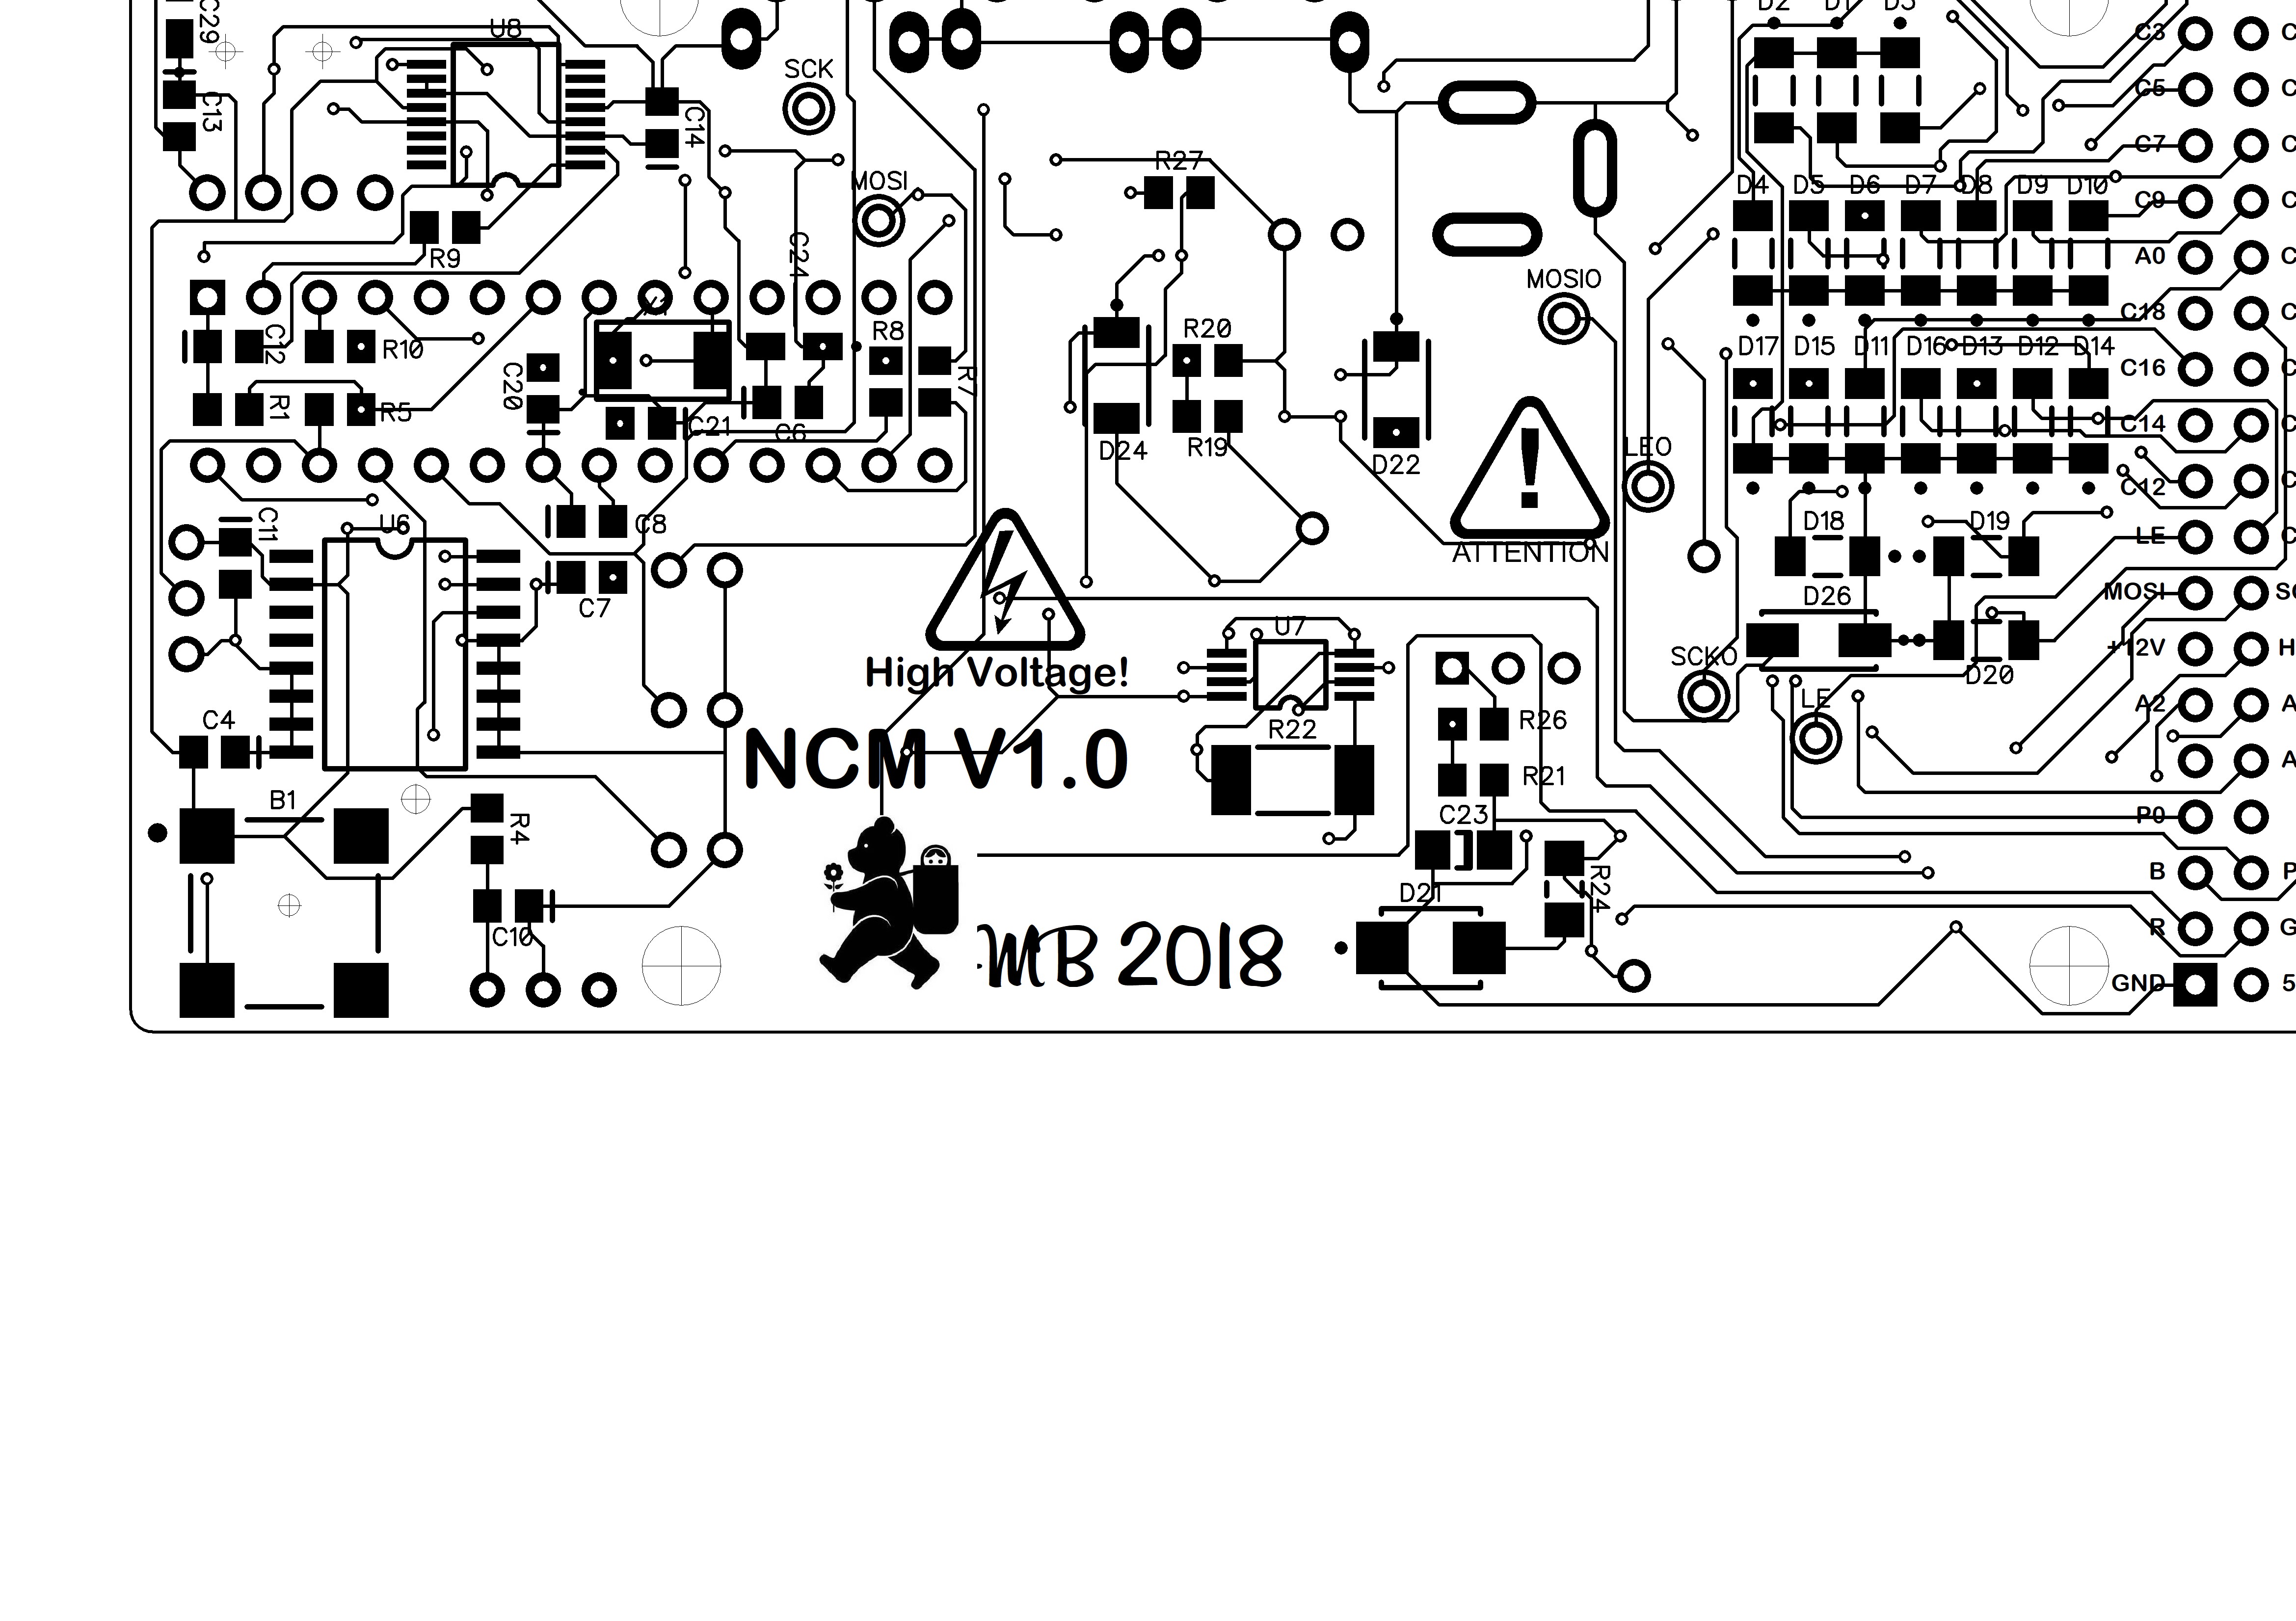 C29
U8
D2 D1 D3
C3
SCK
C13
C14
C5
C7
R27
MOSI
D4 D5 D6 D7 D8 D9 D10
C9
R9
C24
A0
MOSIO
X1
C18
C12
R10
R8
R20
D17 D15 D11 D16 D13 D12 D14
C16
C20
R7
R1
R5
C21
C6
R19
D24
D22
LEO
C14
C12
C11
U6
C8
D18
D19
ATTENTION
LE
C7
D26
MOSI
U7
+12V
High Voltage!
SCKO
D20
LE
A2
C4
R22
R26
NCM V1.0
R21
B1
R4
C23
P0
D21
R24
B
C10
MB 2018
R
GND
5